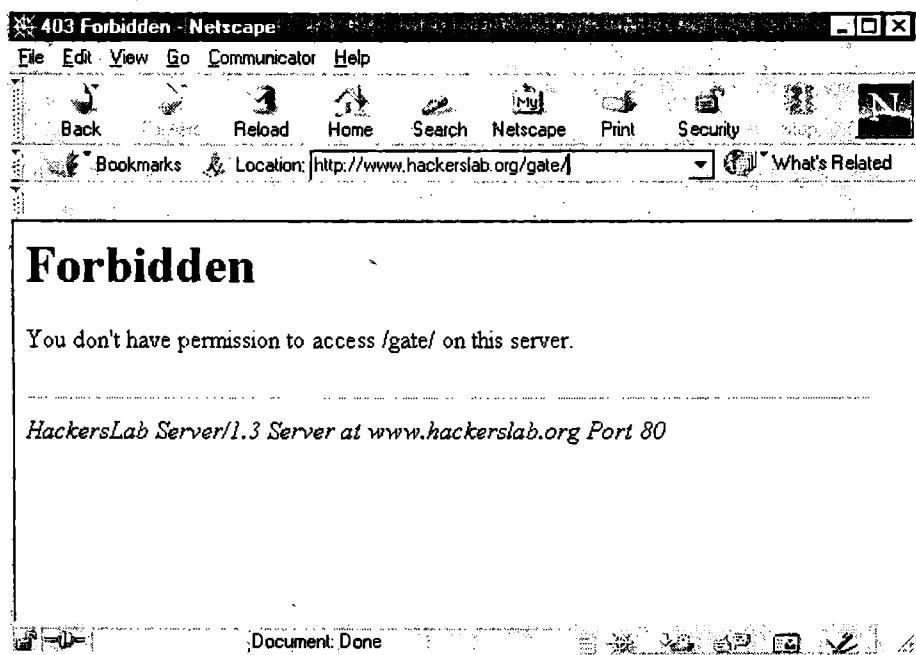 403 Forbidden - Netscape
File Edit View Go Communicator Help
Back Reload Home Search Netscape Print Security
My
N
Bookmarks Location: http://www.hackerslab.org/gate/ What's Related
Forbidden
You don't have permission to access /gate/ on this server.
HackersLab Server/1.3 Server at www.hackerslab.org Port 80
Document: Done